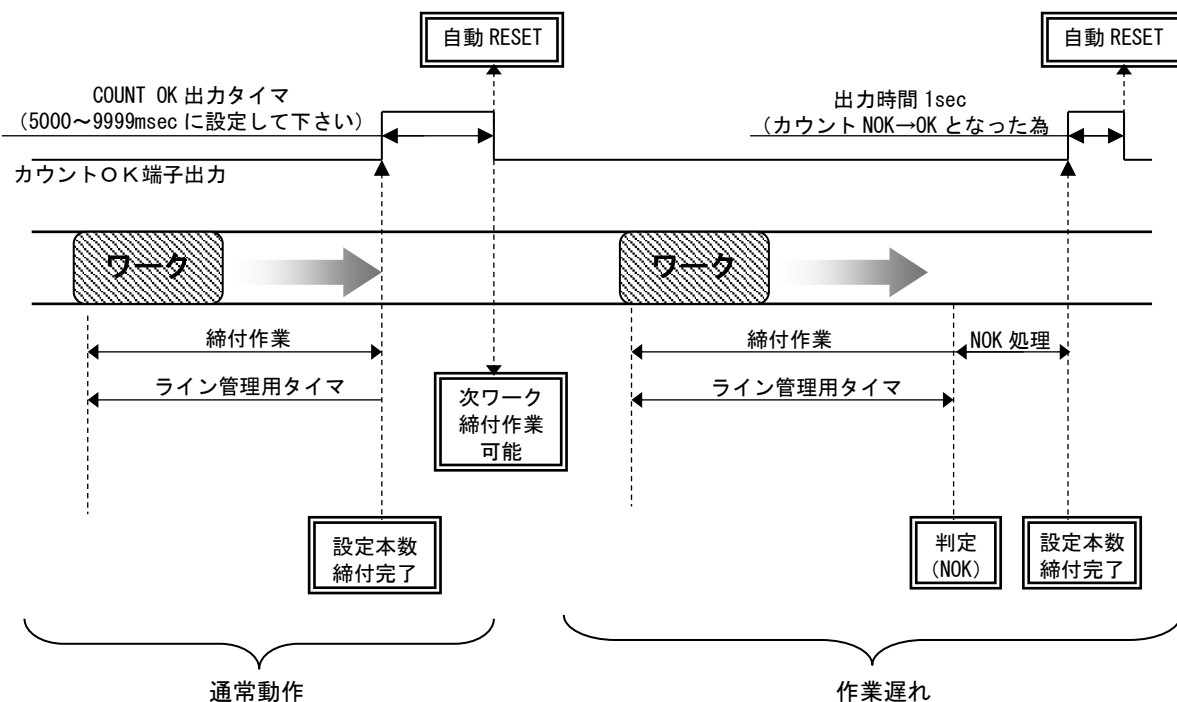 自動 RESET
自動 RESET
COUNT OK 出力タイマ
（5000～9999msec に設定して下さい）
出力時間 1sec
（カウント NOK→OK となった為
カウントＯＫ端子出力
ワーク
ワーク
締付作業
締付作業
NOK 処理
ライン管理用タイマ
ライン管理用タイマ
次ワーク
締付作業
可能
設定本数
締付完了
判定
(NOK)
設定本数
締付完了
通常動作
作業遅れ